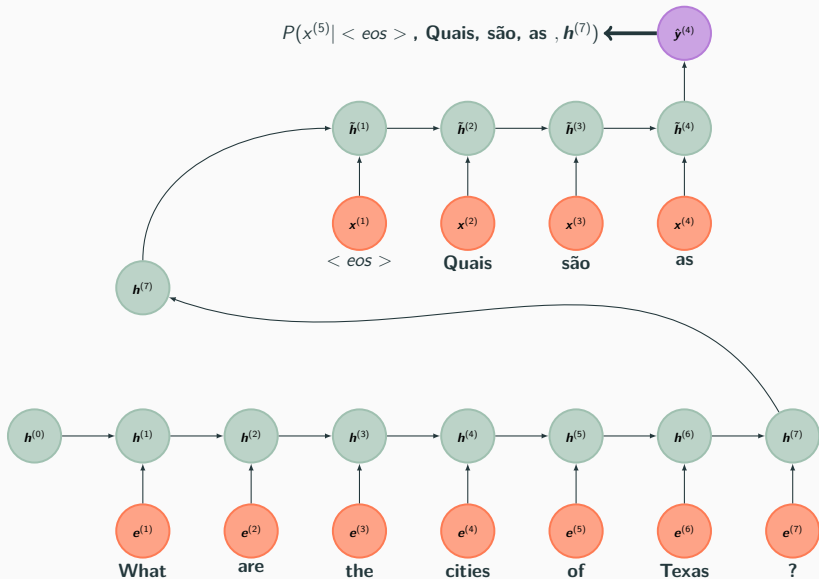 P(x^(5)| < eos > , Quais, são, as , h^(7))
ŷ^(4)
h̃^(1) h̃^(2) h̃^(3) h̃^(4)
x^(1) x^(2) x^(3) x^(4)
< eos > Quais são as
h^(7)
h^(0) h^(1) h^(2) h^(3) h^(4) h^(5) h^(6) h^(7)
e^(1) e^(2) e^(3) e^(4) e^(5) e^(6) e^(7)
What are the cities of Texas ?